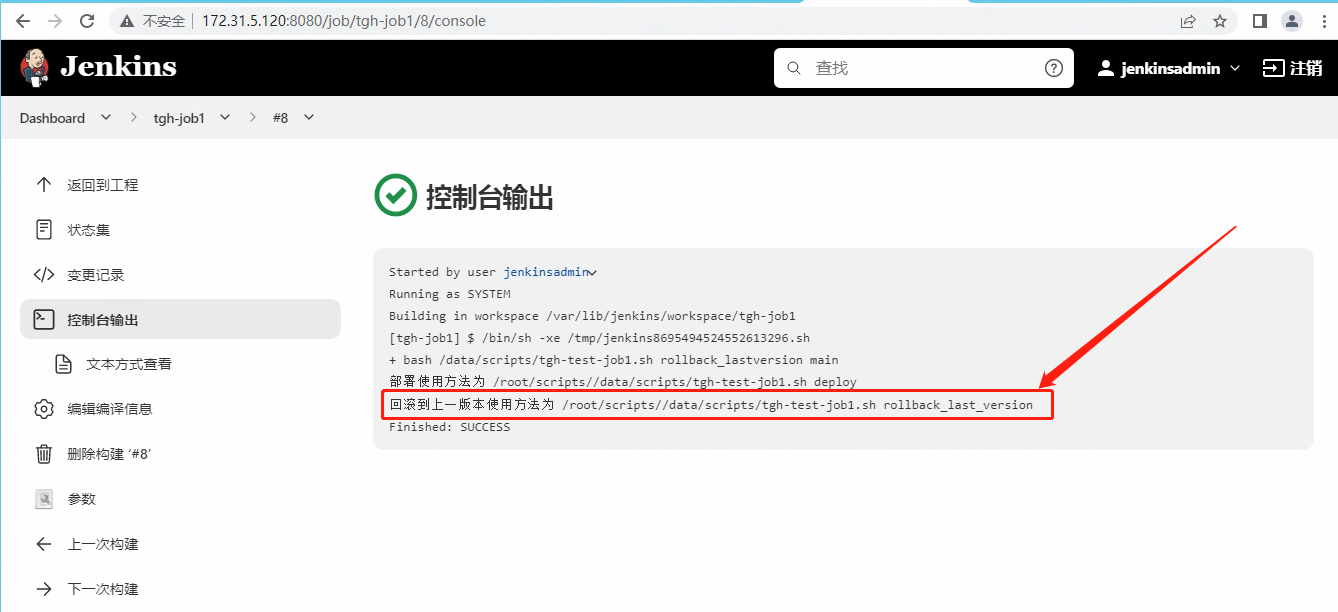 不安全 172.31.5.120:8080/job/tgh-job1/8/console
Jenkins 查找 jenkinsadmin 注销
Dashboard tgh-job1 #8
返回到工程
状态集
变更记录
控制台输出
文本方式查看
编辑编译信息
删除构建 ‘#8’
参数
上一次构建
下一次构建
控制台输出
Started by user jenkinsadmin
Running as SYSTEM
Building in workspace /var/lib/jenkins/workspace/tgh-job1
[tgh-job1] $ /bin/sh -xe /tmp/jenkins8695494524552613296.sh
+ bash /data/scripts/tgh-test-job1.sh rollback_lastversion main
部署使用方法为 /root/scripts//data/scripts/tgh-test-job1.sh deploy
回滚到上一版本使用方法为 /root/scripts//data/scripts/tgh-test-job1.sh rollback_last_version
Finished: SUCCESS